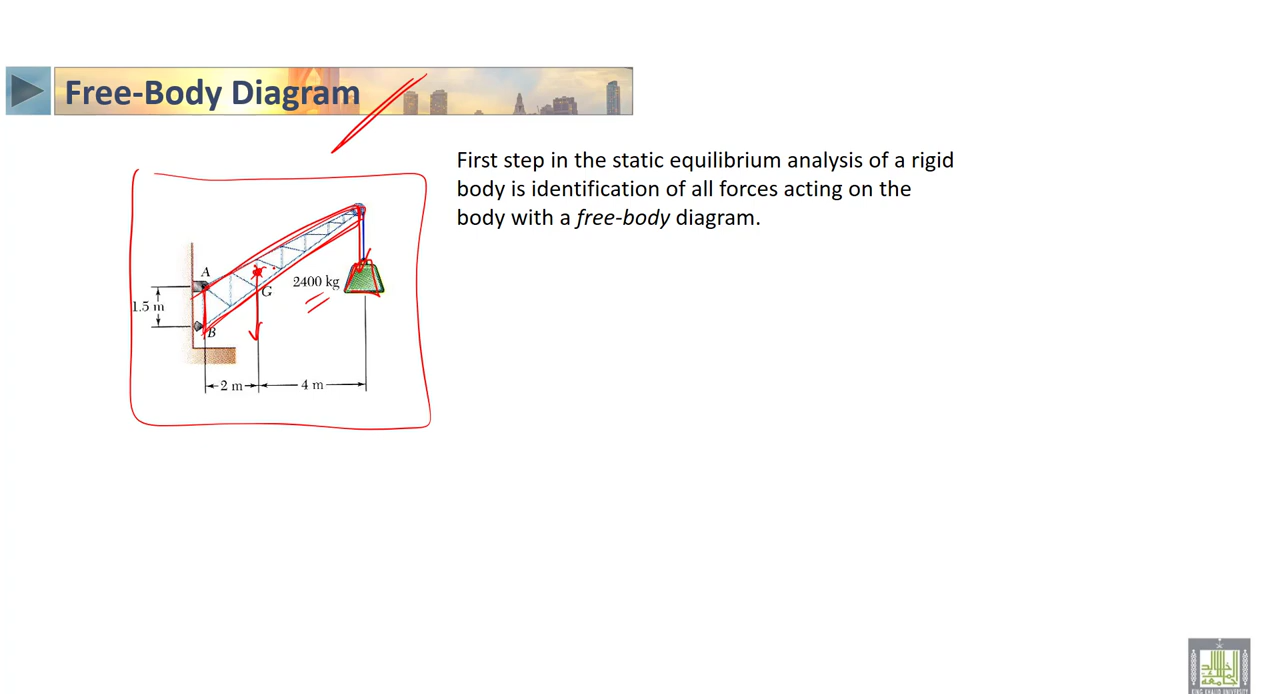 Free-Body Diagram
First step in the static equilibrium analysis of a rigid
body is identification of all forces acting on the
body with a free-body diagram.
A
2400 kg
G
1.5 m
B
2 m
4 m